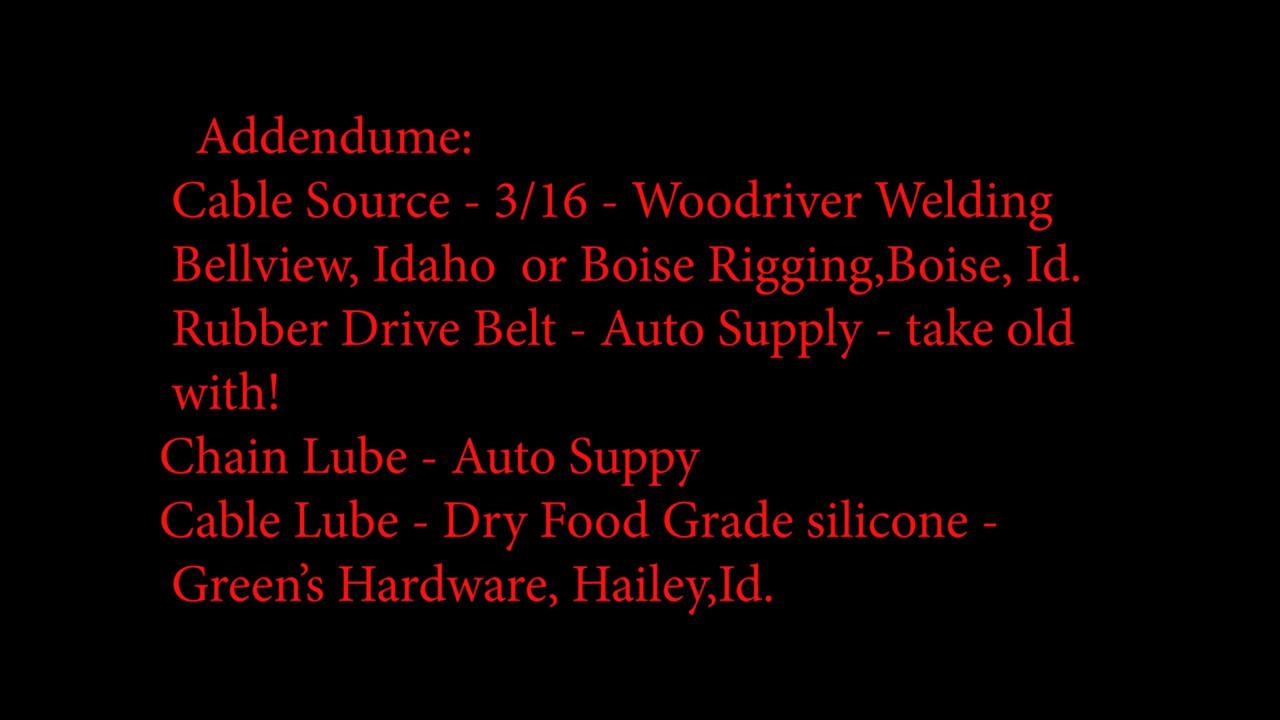 Addendume:
Cable Source - 3/16 - Woodriver Welding
Bellview, Idaho  or Boise Rigging,Boise, Id.
Rubber Drive Belt - Auto Supply - take old
with!
Chain Lube - Auto Suppy
Cable Lube - Dry Food Grade silicone -
Green’s Hardware, Hailey,Id.